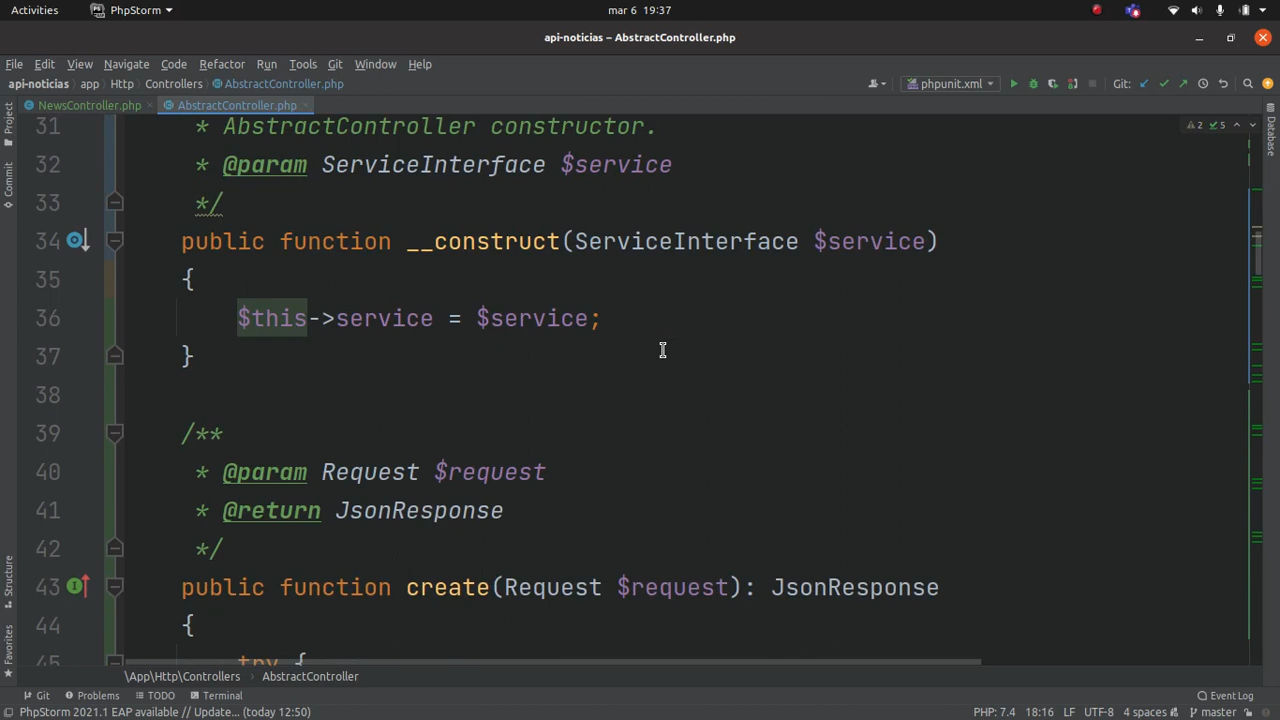 Activities PhpStorm mar 6 19:37
api-noticias – AbstractController.php
File Edit View Navigate Code Refactor Run Tools Git Window Help
api-noticias app Http Controllers AbstractController.php phpunit.xml Git:
NewsController.php AbstractController.php
Project
Commit
Structure
Favorites
Database
2 5
31 * AbstractController constructor.
32 * @param ServiceInterface $service
33 */
34 public function __construct(ServiceInterface $service)
35 {
36 $this->service = $service;
37 }
38
39 /**
40 * @param Request $request
41 * @return JsonResponse
42 */
43 public function create(Request $request): JsonResponse
44 {
45 try {
\App\Http\Controllers AbstractController
Git Problems TODO Terminal Event Log
PhpStorm 2021.1 EAP available // Update... (today 12:50) PHP: 7.4 18:16 LF UTF-8 4 spaces master